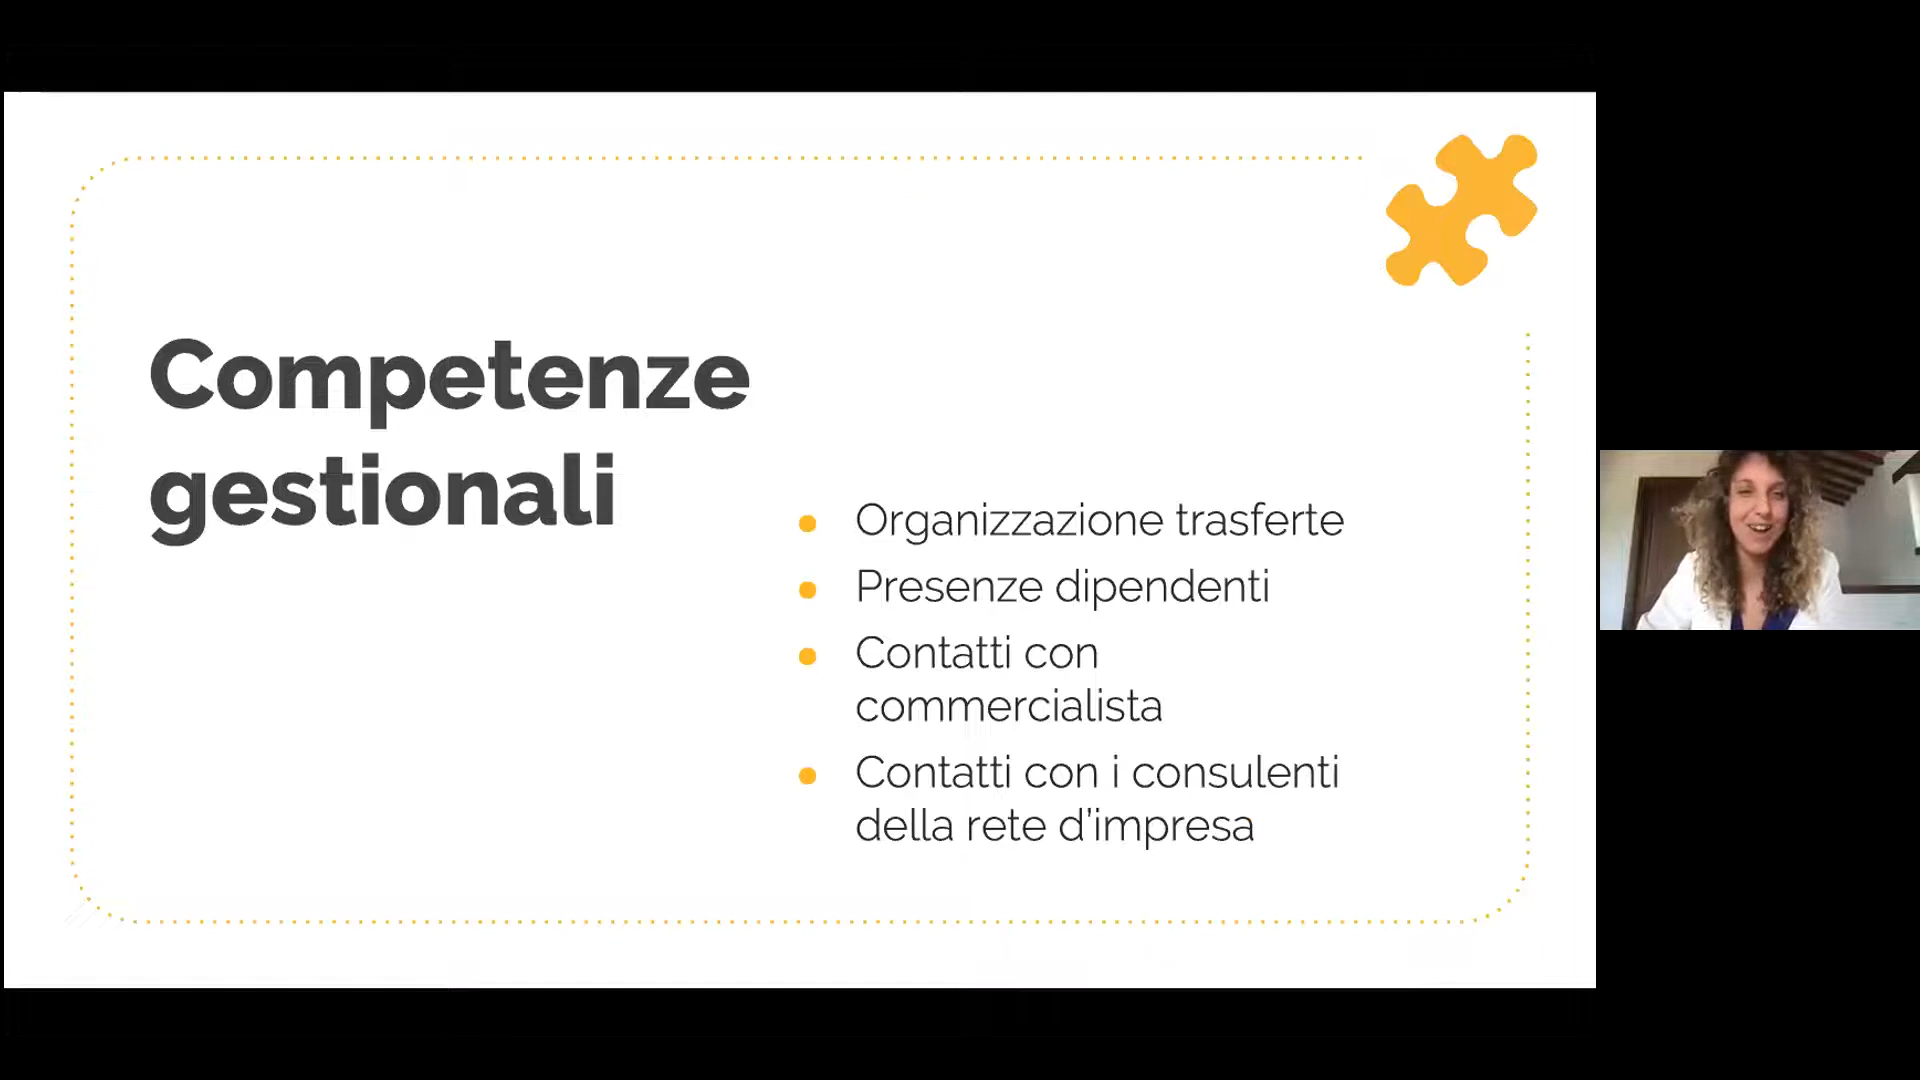 Competenze
gestionali
Organizzazione trasferte
Presenze dipendenti
Contatti con
commercialista
Contatti con i consulenti
della rete d'impresa